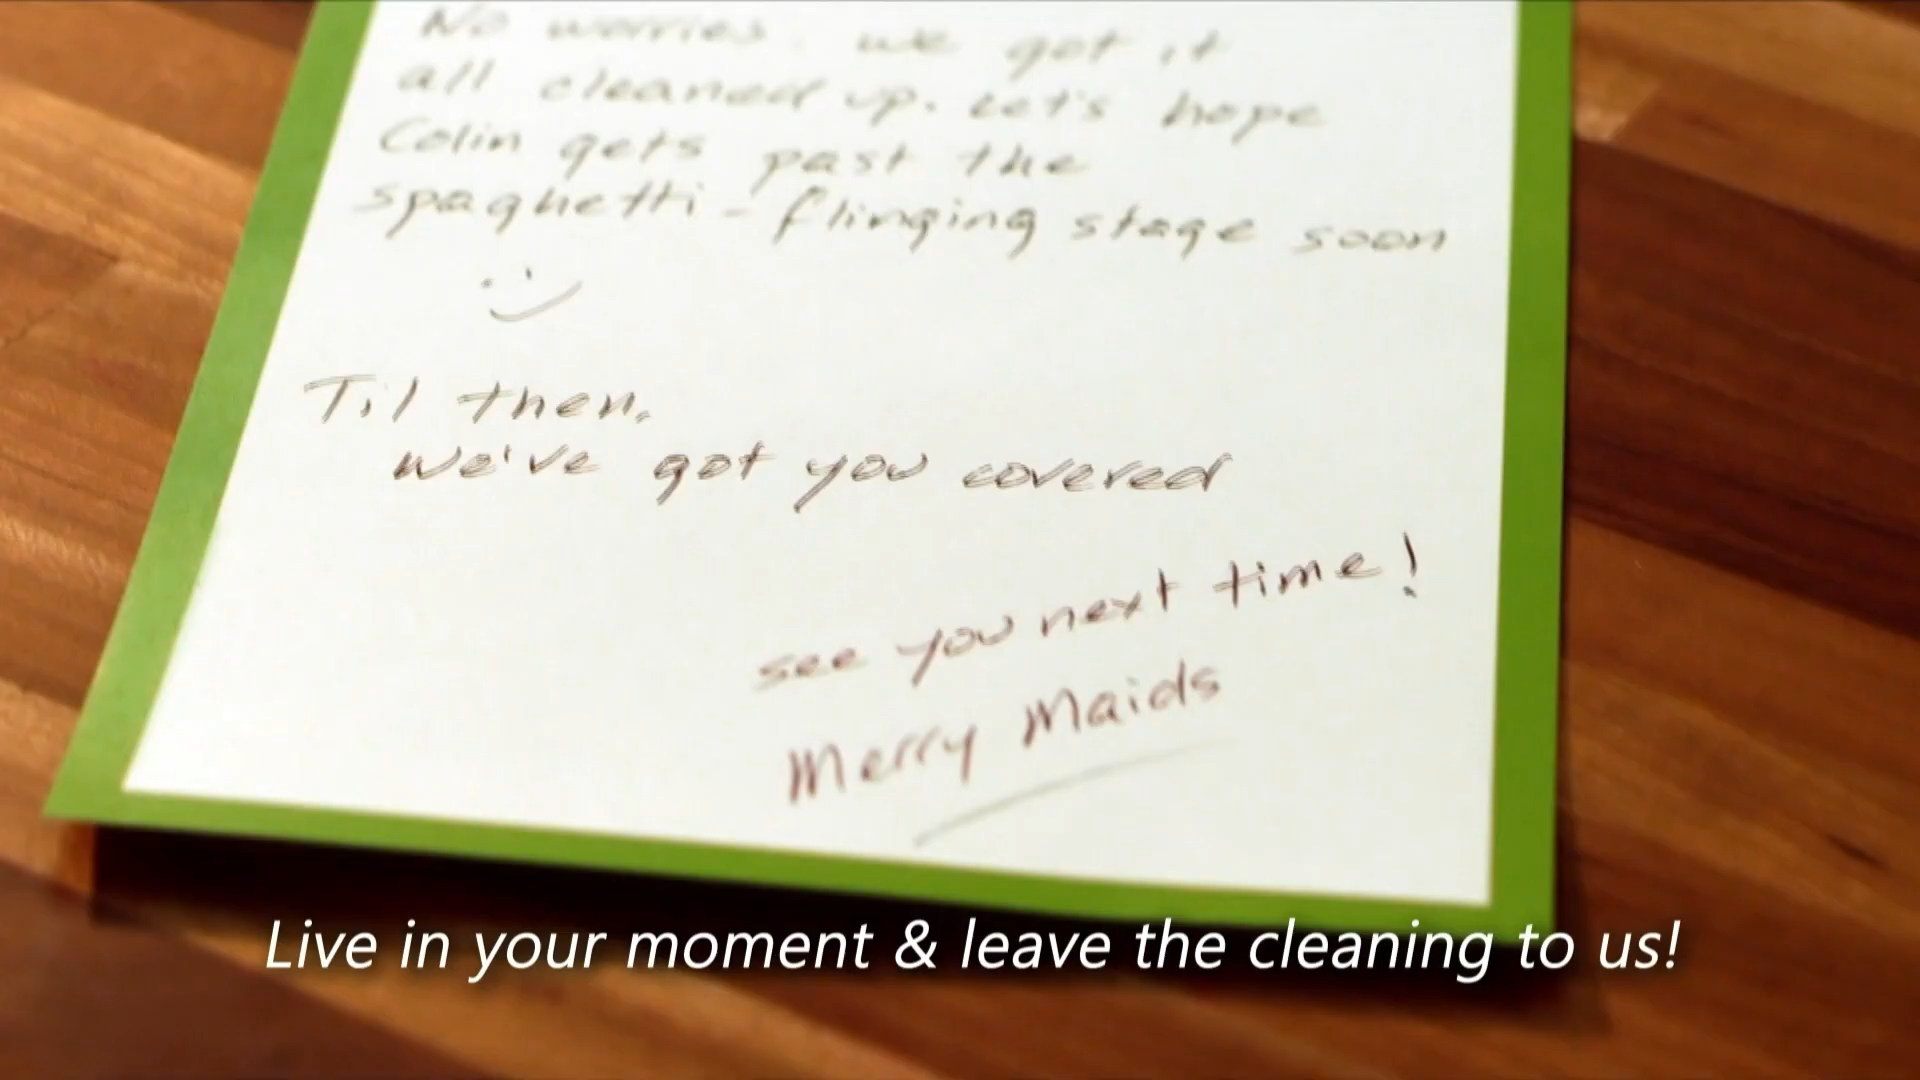 No worries, we got it
all cleaned up. Let's hope
Colin gets past the
spaghetti-flinging stage soon
Til then,
we've got you covered
see you next time!
Merry Maids
Live in your moment & leave the cleaning to us!